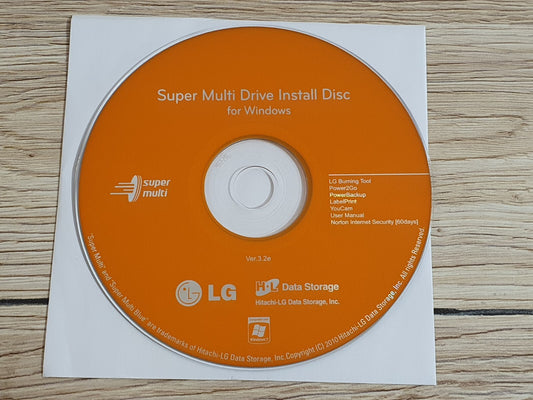 Super Multi Drive Install Disc
for Windows
super
multi
LG Burning Tool
Power2Go
PowerBackup
LabelPrint
YouCam
User Manual
Norton Internet Security [60days]
Ver.3.2e
LG
H·L Data Storage
Hitachi-LG Data Storage, Inc.
"Super Multi" and "Super Multi Blue" are trademarks of Hitachi-LG Data Storage, Inc.Copyright (C) 2010 Hitachi-LG Data Storage, Inc. All rights Reserved.